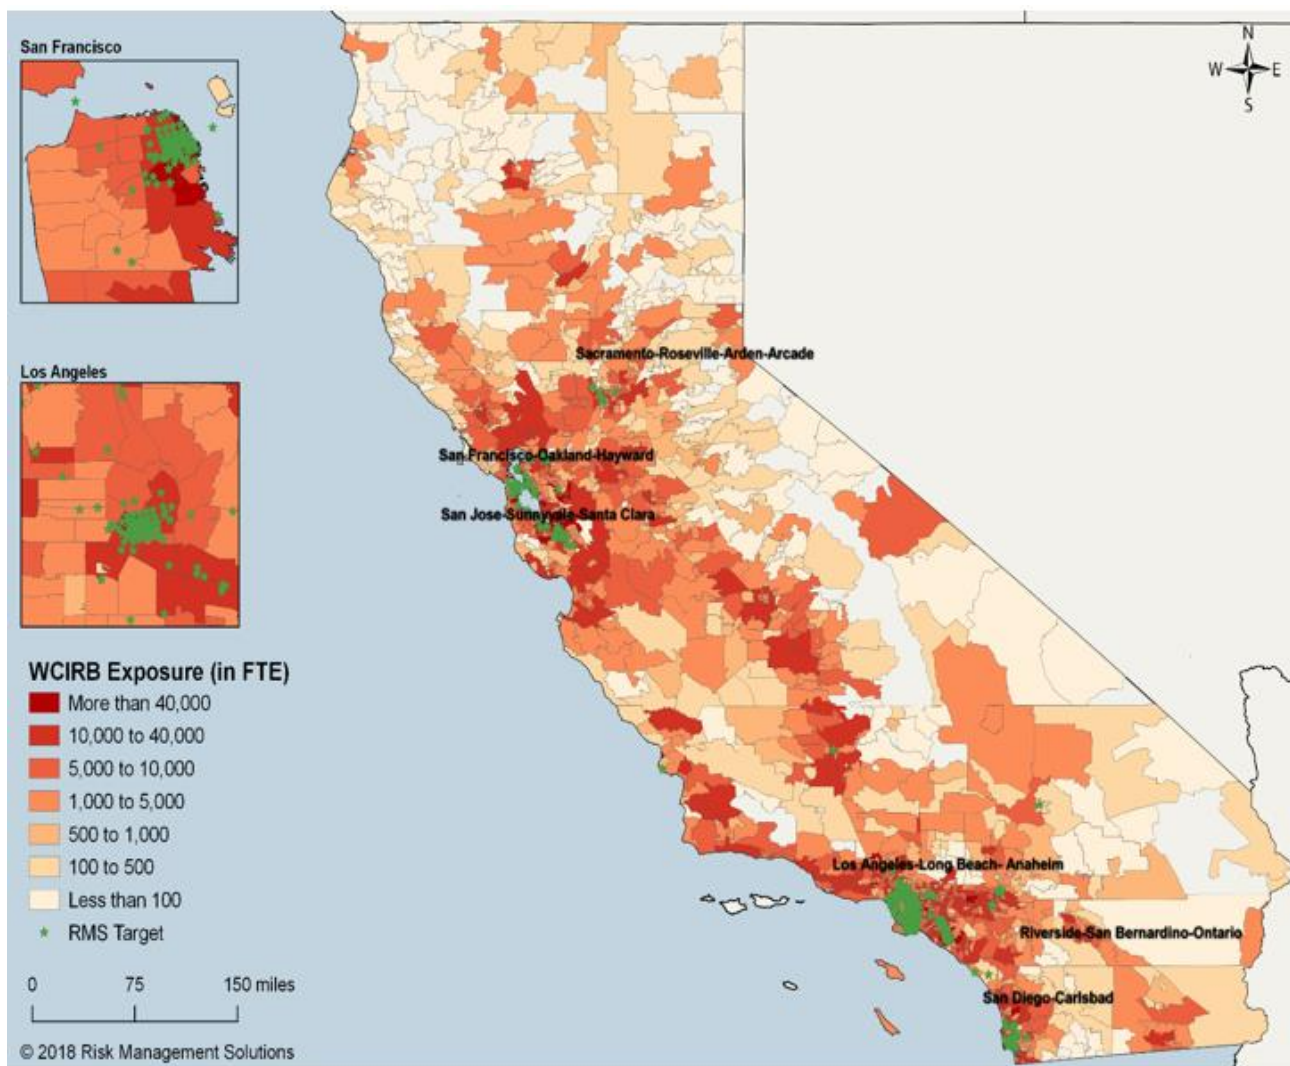 San Francisco
N
W E
S
Los Angeles
Sacramento-Roseville-Arden-Arcade
San Francisco-Oakland-Hayward
San Jose-Sunnyvale-Santa Clara
WCIRB Exposure (in FTE)
More than 40,000
10,000 to 40,000
5,000 to 10,000
1,000 to 5,000
500 to 1,000
100 to 500
Less than 100
RMS Target
Los Angeles-Long Beach- Anaheim
Riverside-San Bernardino-Ontario
San Diego-Carlsbad
0 75 150 miles
© 2018 Risk Management Solutions